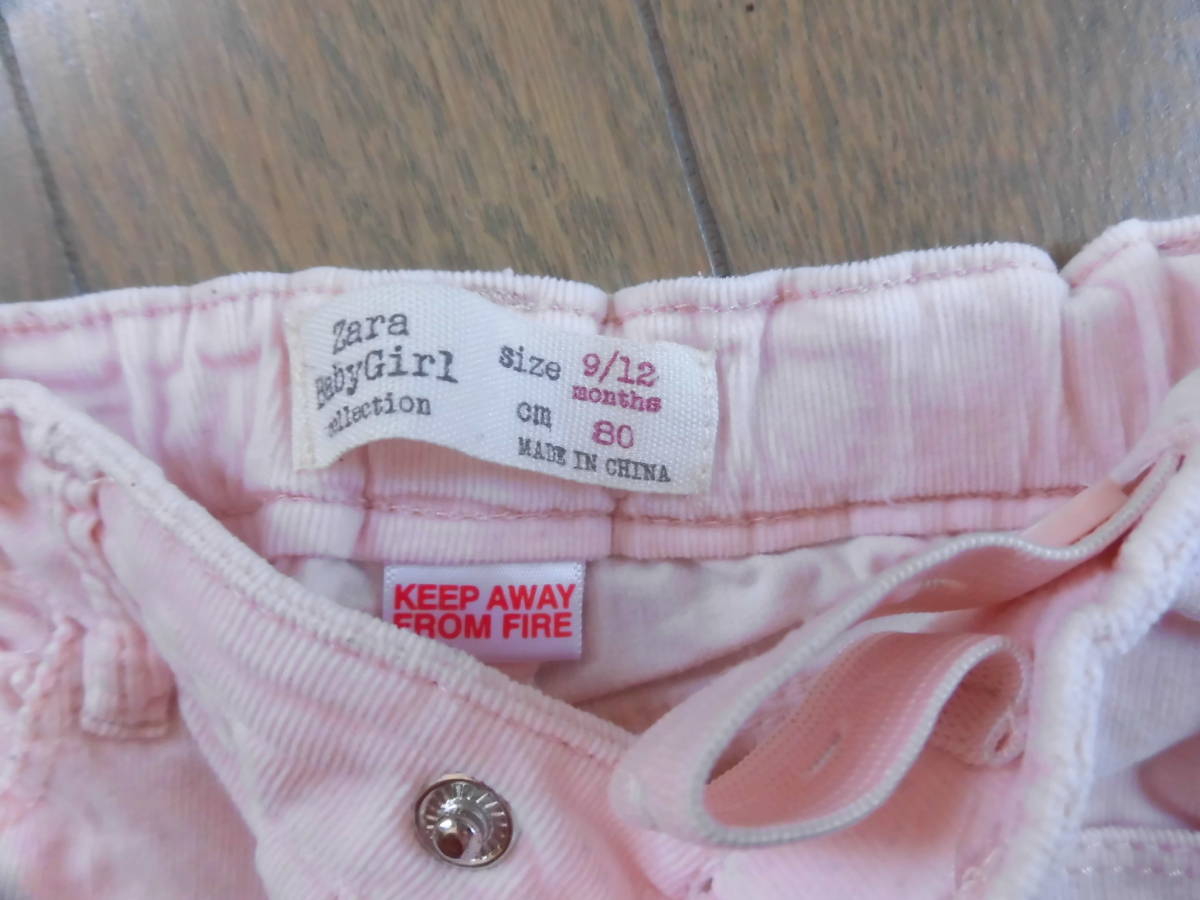 Zara
BabyGirl
collection
Size 9/12
months
cm 80
MADE IN CHINA
KEEP AWAY
FROM FIRE